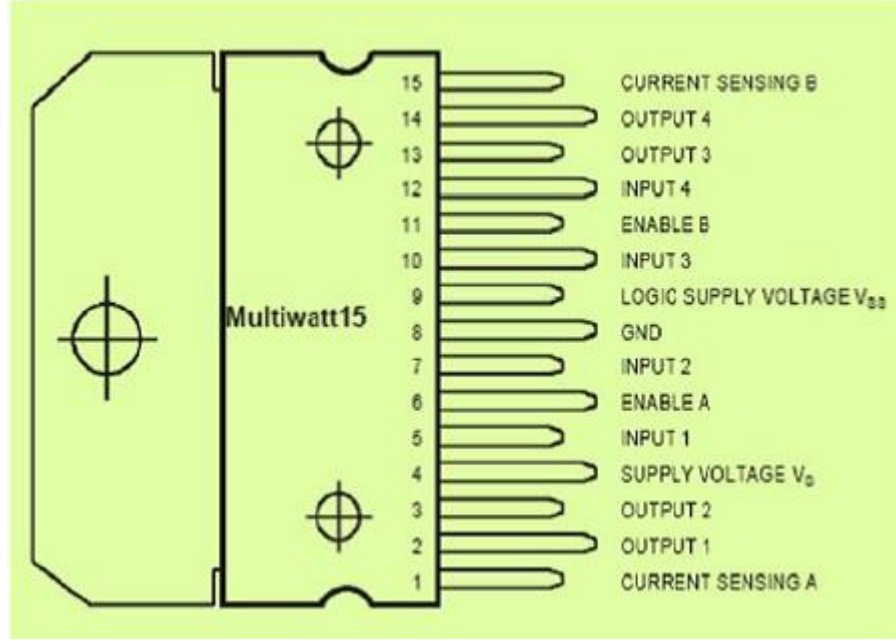 15 CURRENT SENSING B
14 OUTPUT 4
13 OUTPUT 3
12 INPUT 4
11 ENABLE B
10 INPUT 3
9 LOGIC SUPPLY VOLTAGE VSS
Multiwatt15
8 GND
7 INPUT 2
6 ENABLE A
5 INPUT 1
4 SUPPLY VOLTAGE VS
3 OUTPUT 2
2 OUTPUT 1
1 CURRENT SENSING A